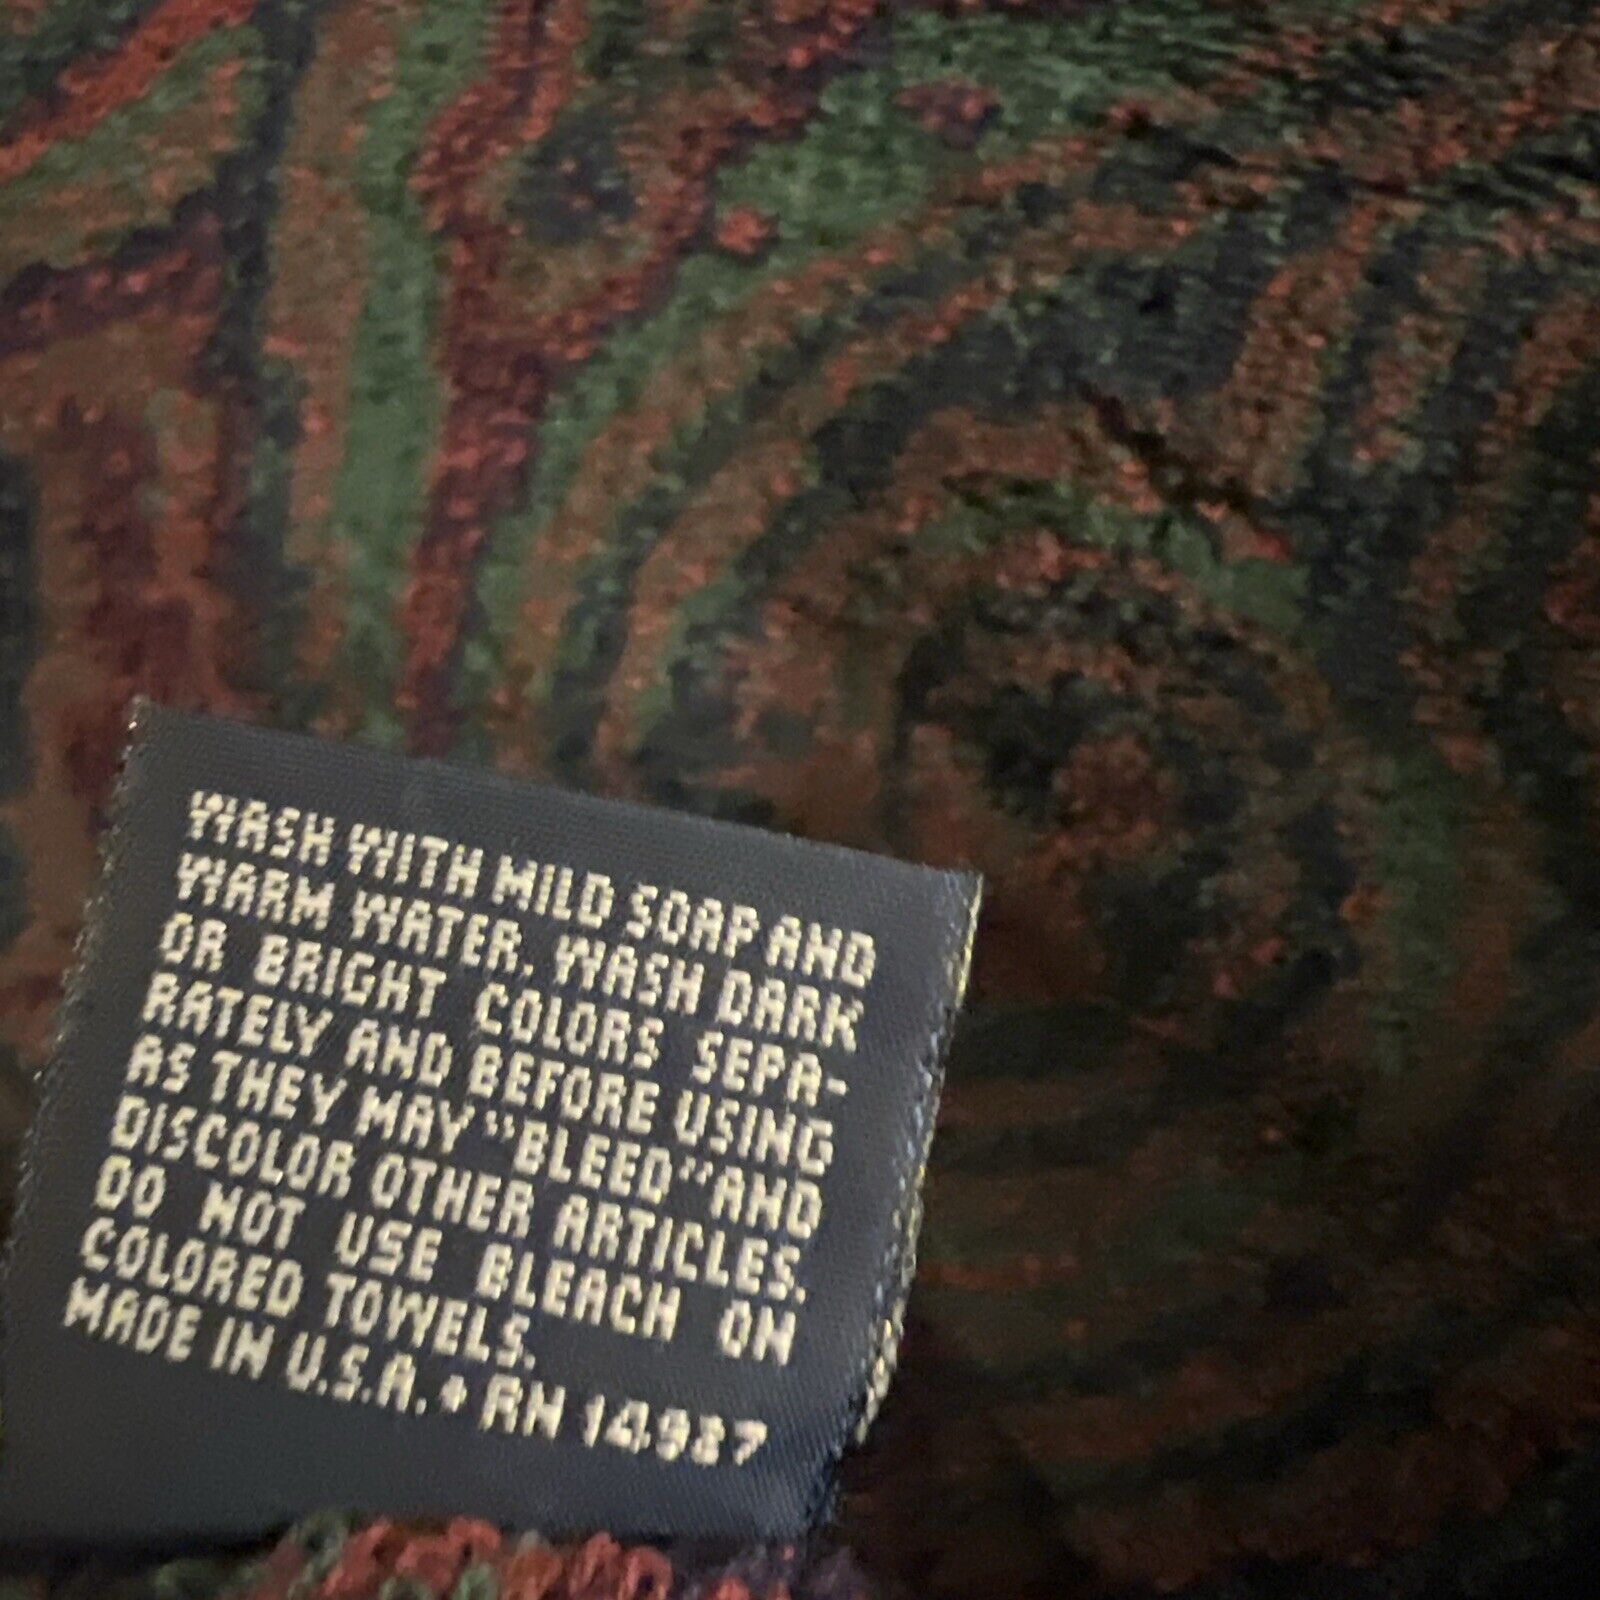 WASH WITH MILD SOAP AND
WARM WATER. WASH DARK
OR BRIGHT COLORS SEPA-
RATELY AND BEFORE USING
AS THEY MAY "BLEED" AND
DISCOLOR OTHER ARTICLES.
DO NOT USE BLEACH ON
COLORED TOWELS.
MADE IN U.S.A. • RN 14987